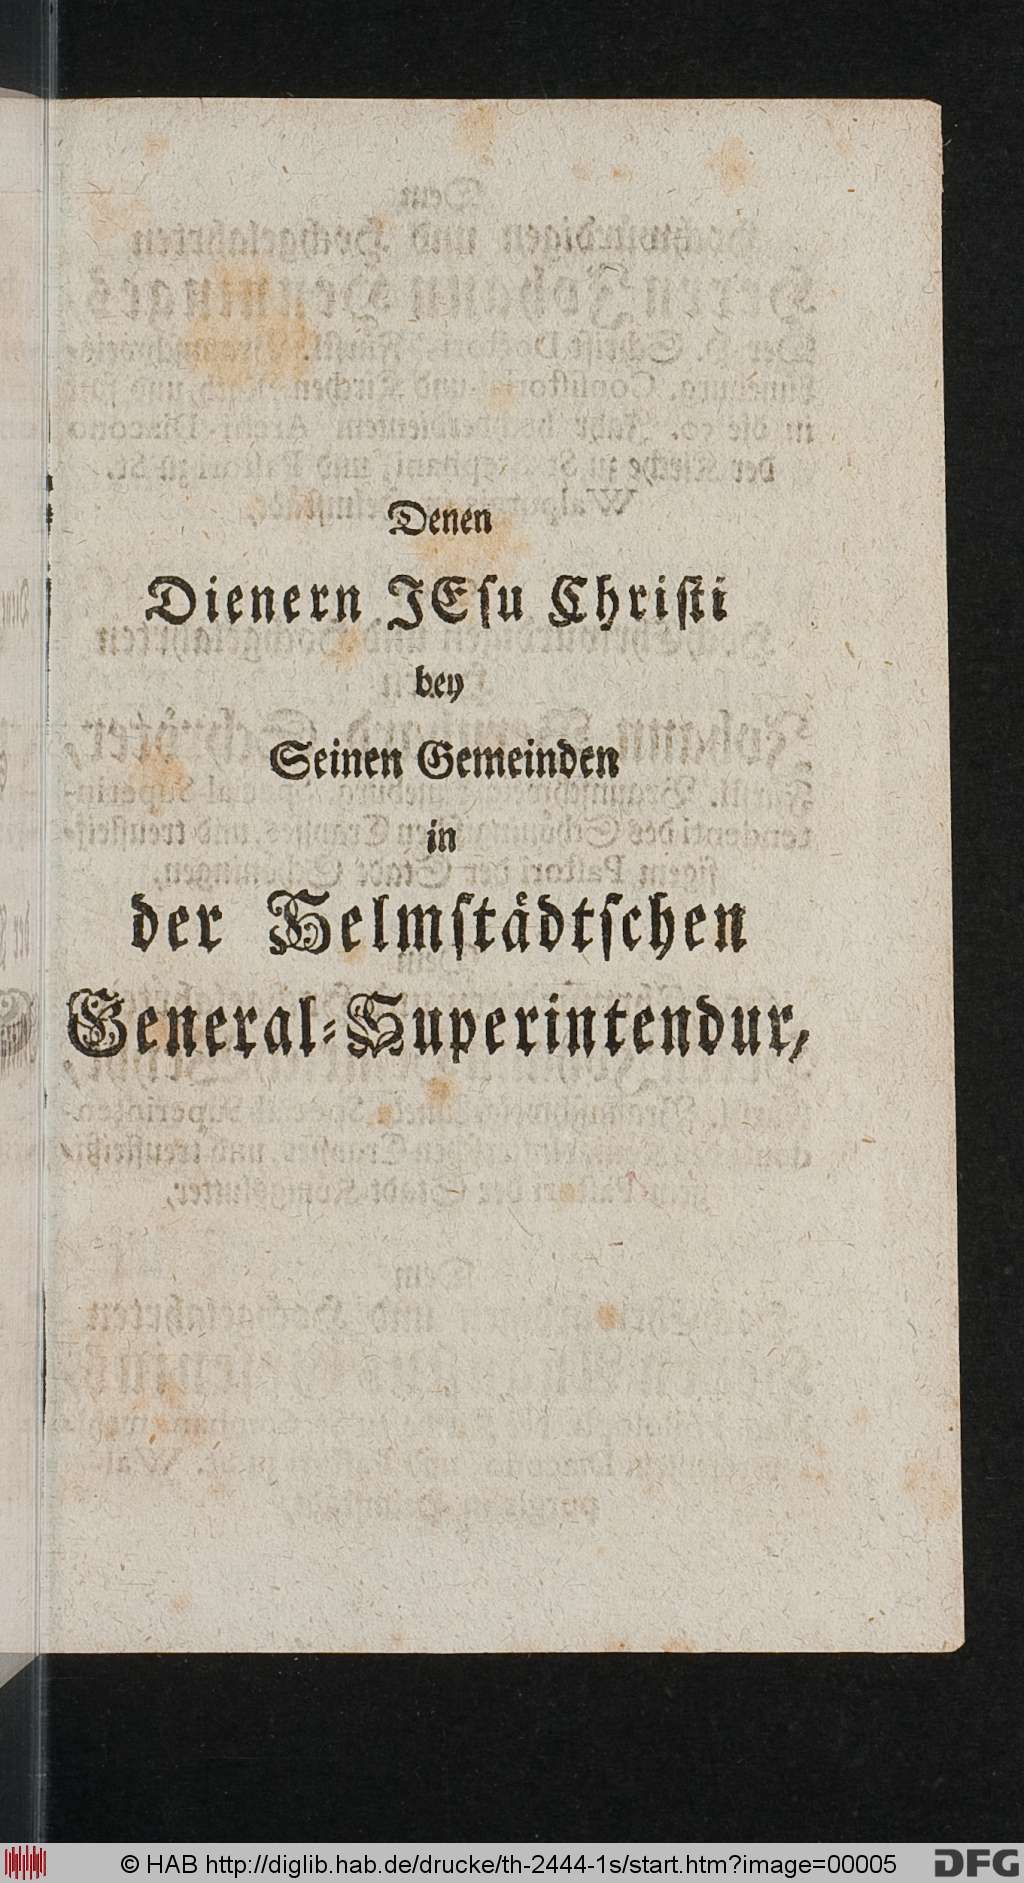 Denen
Dienern JEſu Chriſti
bey
Seinen Gemeinden
in
der Helmſtädtſchen
General-Superintendur,
© HAB http://diglib.hab.de/drucke/th-2444-1s/start.htm?image=00005
DFG